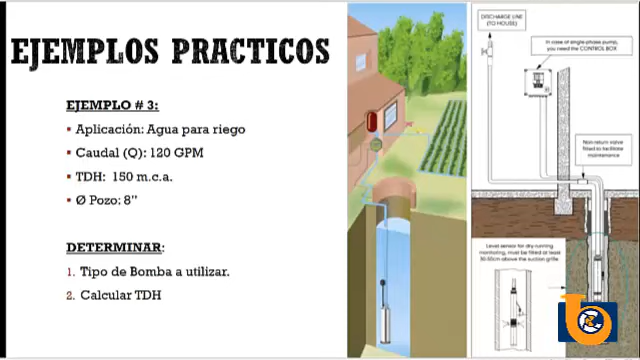 EJEMPLOS PRACTICOS
EJEMPLO # 3:
▪ Aplicación: Agua para riego
▪ Caudal (Q): 120 GPM
▪ TDH: 150 m.c.a.
▪ Ø Pozo: 8”
DETERMINAR:
1. Tipo de Bomba a utilizar.
2. Calcular TDH
DISCHARGE LINE
(TO HOUSE)
In case of single-phase pump,
you need the CONTROL BOX
Non-return valve
fitted to facilitate
maintenance
Level sensor for dry-running
monitoring, must be fitted at least
30-50cm above the suction grille